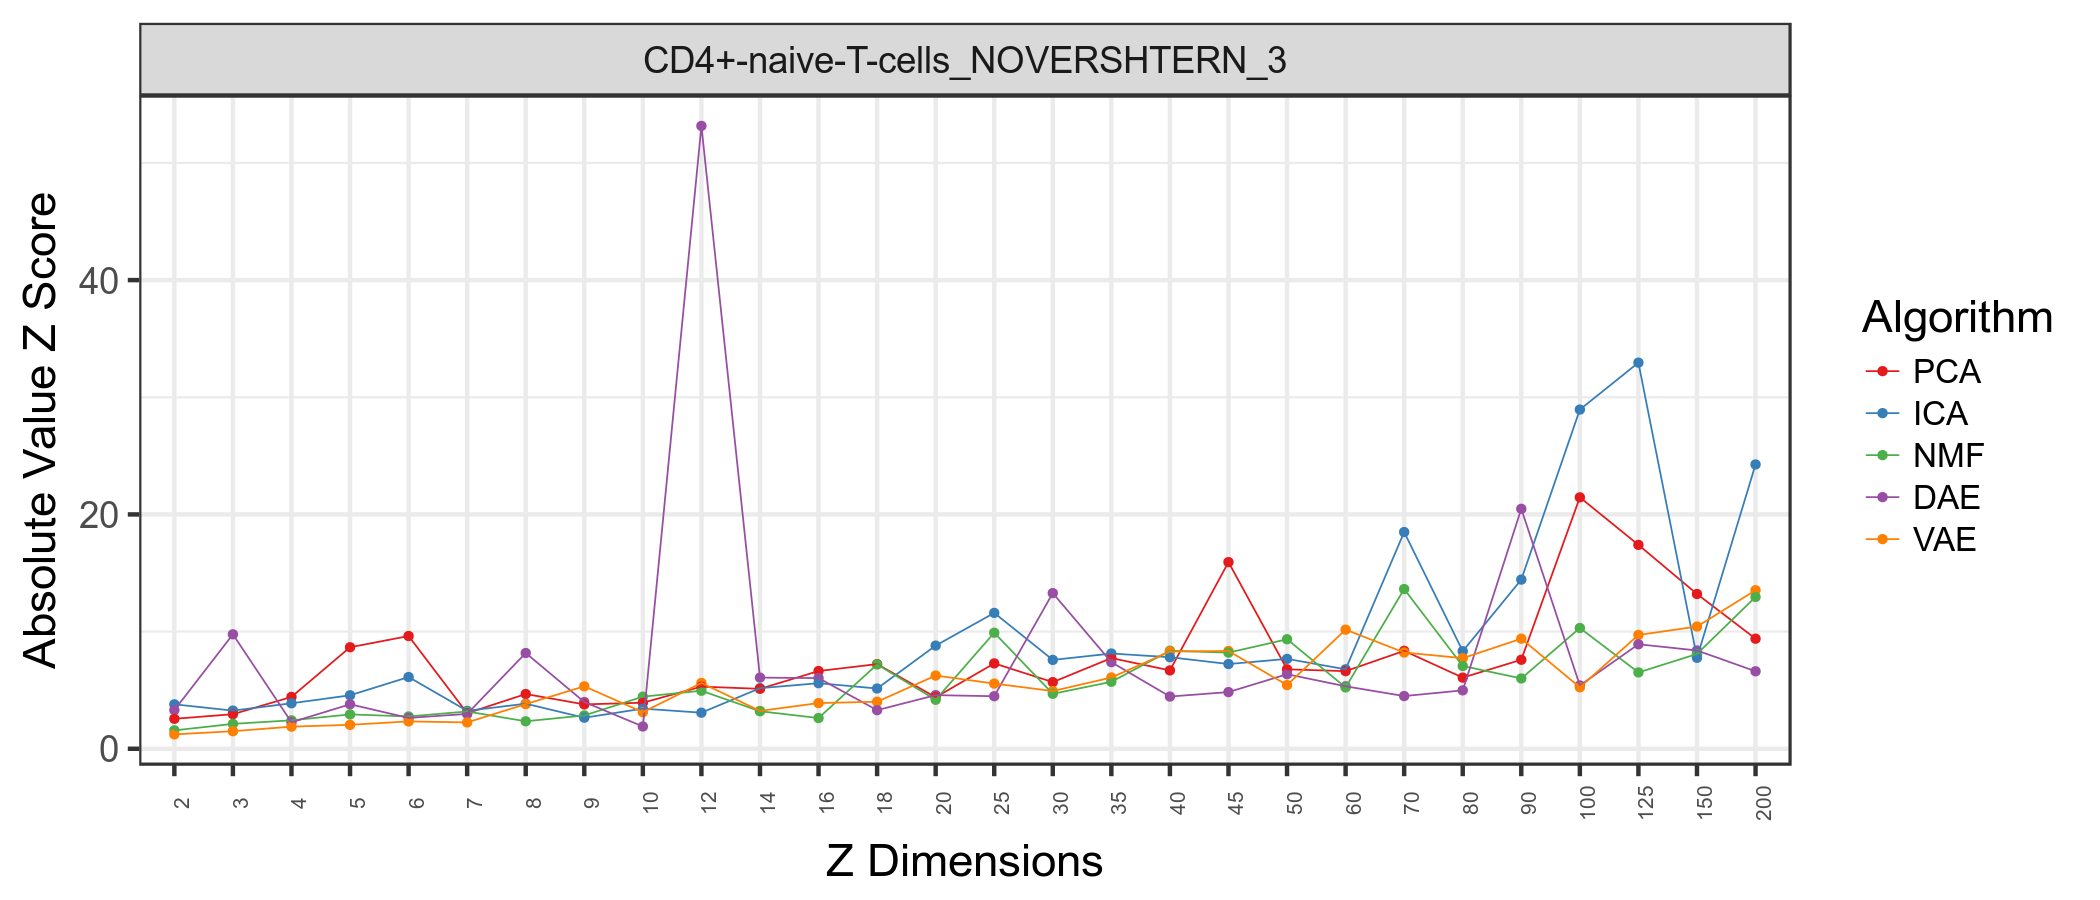 CD4+-naive-T-cells_NOVERSHTERN_3
Absolute Value Z Score
40
20
0
2 3 4 5 6 7 8 9 10 12 14 16 18 20 25 30 35 40 45 50 60 70 80 90 100 125 150 200
Z Dimensions
Algorithm
PCA
ICA
NMF
DAE
VAE